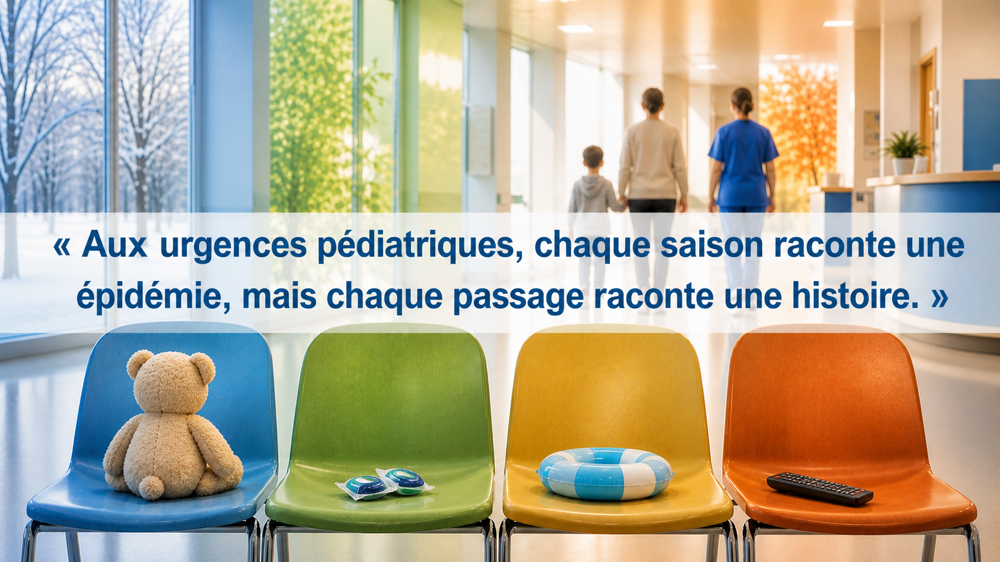 « Aux urgences pédiatriques, chaque saison raconte une
épidémie, mais chaque passage raconte une histoire. »